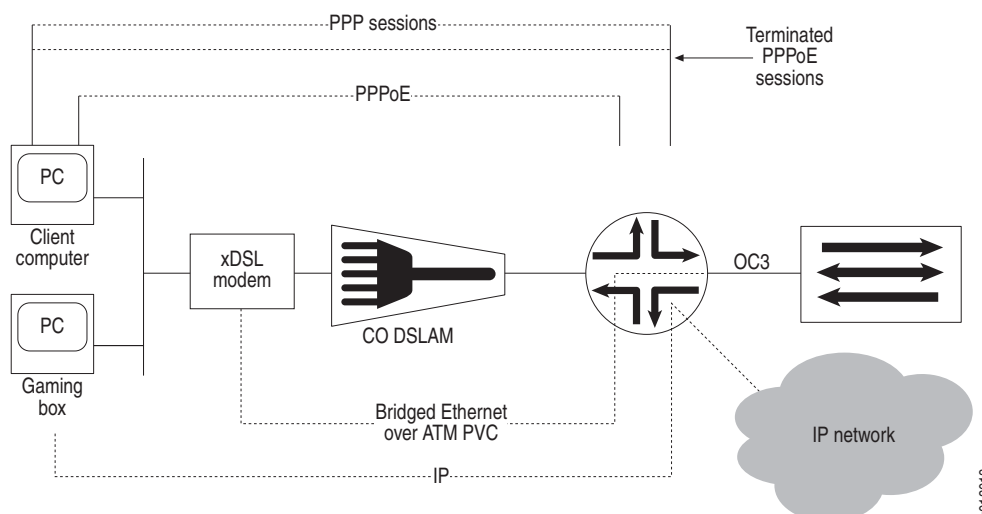 PPP sessions
Terminated
PPPoE
sessions
PPPoE
PC
Client
computer
xDSL
modem
CO DSLAM
OC3
PC
Gaming
box
Bridged Ethernet
over ATM PVC
IP network
IP